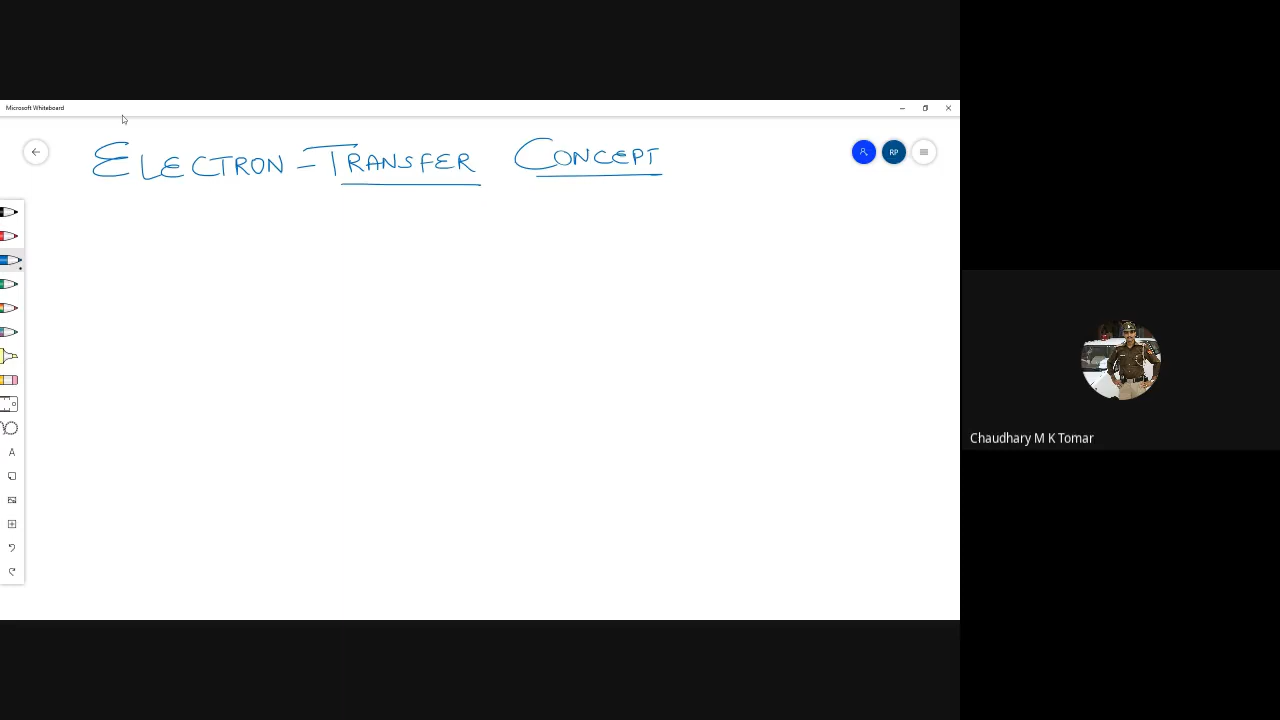 Microsoft Whiteboard
ELECTRON - TRANSFER CONCEPT
RP
A
Chaudhary M K Tomar